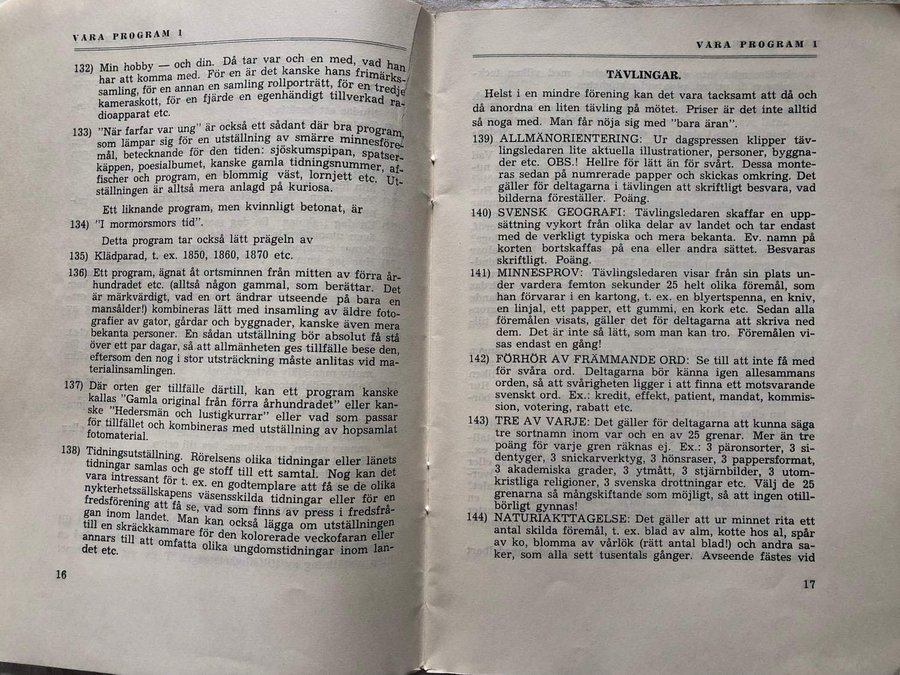 VARA PROGRAM 1
132) Min hobby — och din. Då tar var och en med, vad han
har att komma med. För en är det kanske hans frimärks-
samling, för en annan en samling rollporträtt, för en tredje
kameraskott, för en fjärde en egenhändigt tillverkad ra-
dioapparat etc.
133) "När farfar var ung" är också ett sådant där bra program,
som lämpar sig för en utställning av smärre minnesföre-
mål, betecknande för den tiden: sjöskumspipan, spatser-
käppen, poesialbumet, kanske gamla tidningsnummer, af-
fischer och program, en blommig väst, lornjett etc. Ut-
ställningen är alltså mera anlagd på kuriosa.
Ett liknande program, men kvinnligt betonat, är
134) "I mormorsmors tid".
Detta program tar också lätt prägeln av
135) Klädparad, t. ex. 1850, 1860, 1870 etc.
136) Ett program, ägnat åt ortsminnen från mitten av förra år-
hundradet etc. (alltså någon gammal, som berättar. Det
är märkvärdigt, vad en ort ändrar utseende på bara en
mansålder!) kombineras lätt med insamling av äldre foto-
grafier av gator, gårdar och byggnader, kanske även mera
bekanta personer. En sådan utställning bör absolut få stå
över ett par dagar, så att allmänheten ges tillfälle bese den,
eftersom den nog i stor utsträckning måste anlitas vid ma-
terialinsamlingen.
137) Där orten ger tillfälle därtill, kan ett program kanske
kallas "Gamla original från förra århundradet" eller kan-
ske "Hedersmän och lustigkurrar" eller vad som passar
för tillfället och kombineras med utställning av hopsamlat
fotomaterial.
138) Tidningsutställning. Rörelsens olika tidningar eller länets
tidningar samlas och ge stoff till ett samtal. Nog kan det
vara intressant för t. ex. en godtemplare att få se de olika
nykterhetssällskapens väsensskilda tidningar eller för en
fredsförening att få se, vad som finns av press i fredsfrå-
gan inom landet. Man kan också lägga om utställningen
till en skräckkammare för den kolorerade veckofaran eller
annars till att omfatta olika ungdomstidningar inom lan-
det etc.
16
VARA PROGRAM 1
TÄVLINGAR.
Helst i en mindre förening kan det vara tacksamt att då och
då anordna en liten tävling på mötet. Priser är det inte alltid
så noga med. Man får nöja sig med "bara äran".
139) ALLMÄNORIENTERING: Ur dagspressen klipper täv-
lingsledaren lite aktuella illustrationer, personer, byggna-
der etc. OBS.! Hellre för lätt än för svårt. Dessa monte-
ras sedan på numrerade papper och skickas omkring. Det
gäller för deltagarna i tävlingen att skriftligt besvara, vad
bilderna föreställer. Poäng.
140) SVENSK GEOGRAFI: Tävlingsledaren skaffar en upp-
sättning vykort från olika delar av landet och tar endast
med de verkligt typiska och mera bekanta. Ev. namn på
korten bortskaffas på ena eller andra sättet. Besvaras
skriftligt. Poäng.
141) MINNESPROV: Tävlingsledaren visar från sin plats un-
der vardera femton sekunder 25 helt olika föremål, som
han förvarar i en kartong, t. ex. en blyertspenna, en kniv,
en linjal, ett papper, ett gummi, en kork etc. Sedan alla
föremålen visats, gäller det för deltagarna att skriva ned
dem. Det är inte så lätt, som man kan tro. Föremålen vi-
sas endast en gång!
142) FÖRHÖR AV FRÄMMANDE ORD: Se till att inte få med
för svåra ord. Deltagarna bör känna igen allesammans
orden, så att svårigheten ligger i att finna ett motsvarande
svenskt ord. Ex.: kredit, effekt, patient, mandat, kommis-
sion, votering, rabatt etc.
143) TRE AV VARJE: Det gäller för deltagarna att kunna säga
tre sortnamn inom var och en av 25 grenar. Mer än tre
poäng för varje gren räknas ej. Ex.: 3 päronsorter, 3 si-
dentyger, 3 snickarverktyg, 3 hönsraser, 3 pappersformat,
3 akademiska grader, 3 ytmått, 3 stjärnbilder, 3 utom-
kristliga religioner, 3 svenska drottningar etc. Välj de 25
grenarna så mångskiftande som möjligt, så att ingen otill-
börligt gynnas!
144) NATURIAKTTAGELSE: Det gäller att ur minnet rita ett
antal skilda föremål, t. ex. blad av alm, kotte hos al, spår
av ko, blomma av vårlök (rätt antal blad!) och andra sa-
ker, som alla sett tusentals gånger. Avseende fästes vid
17